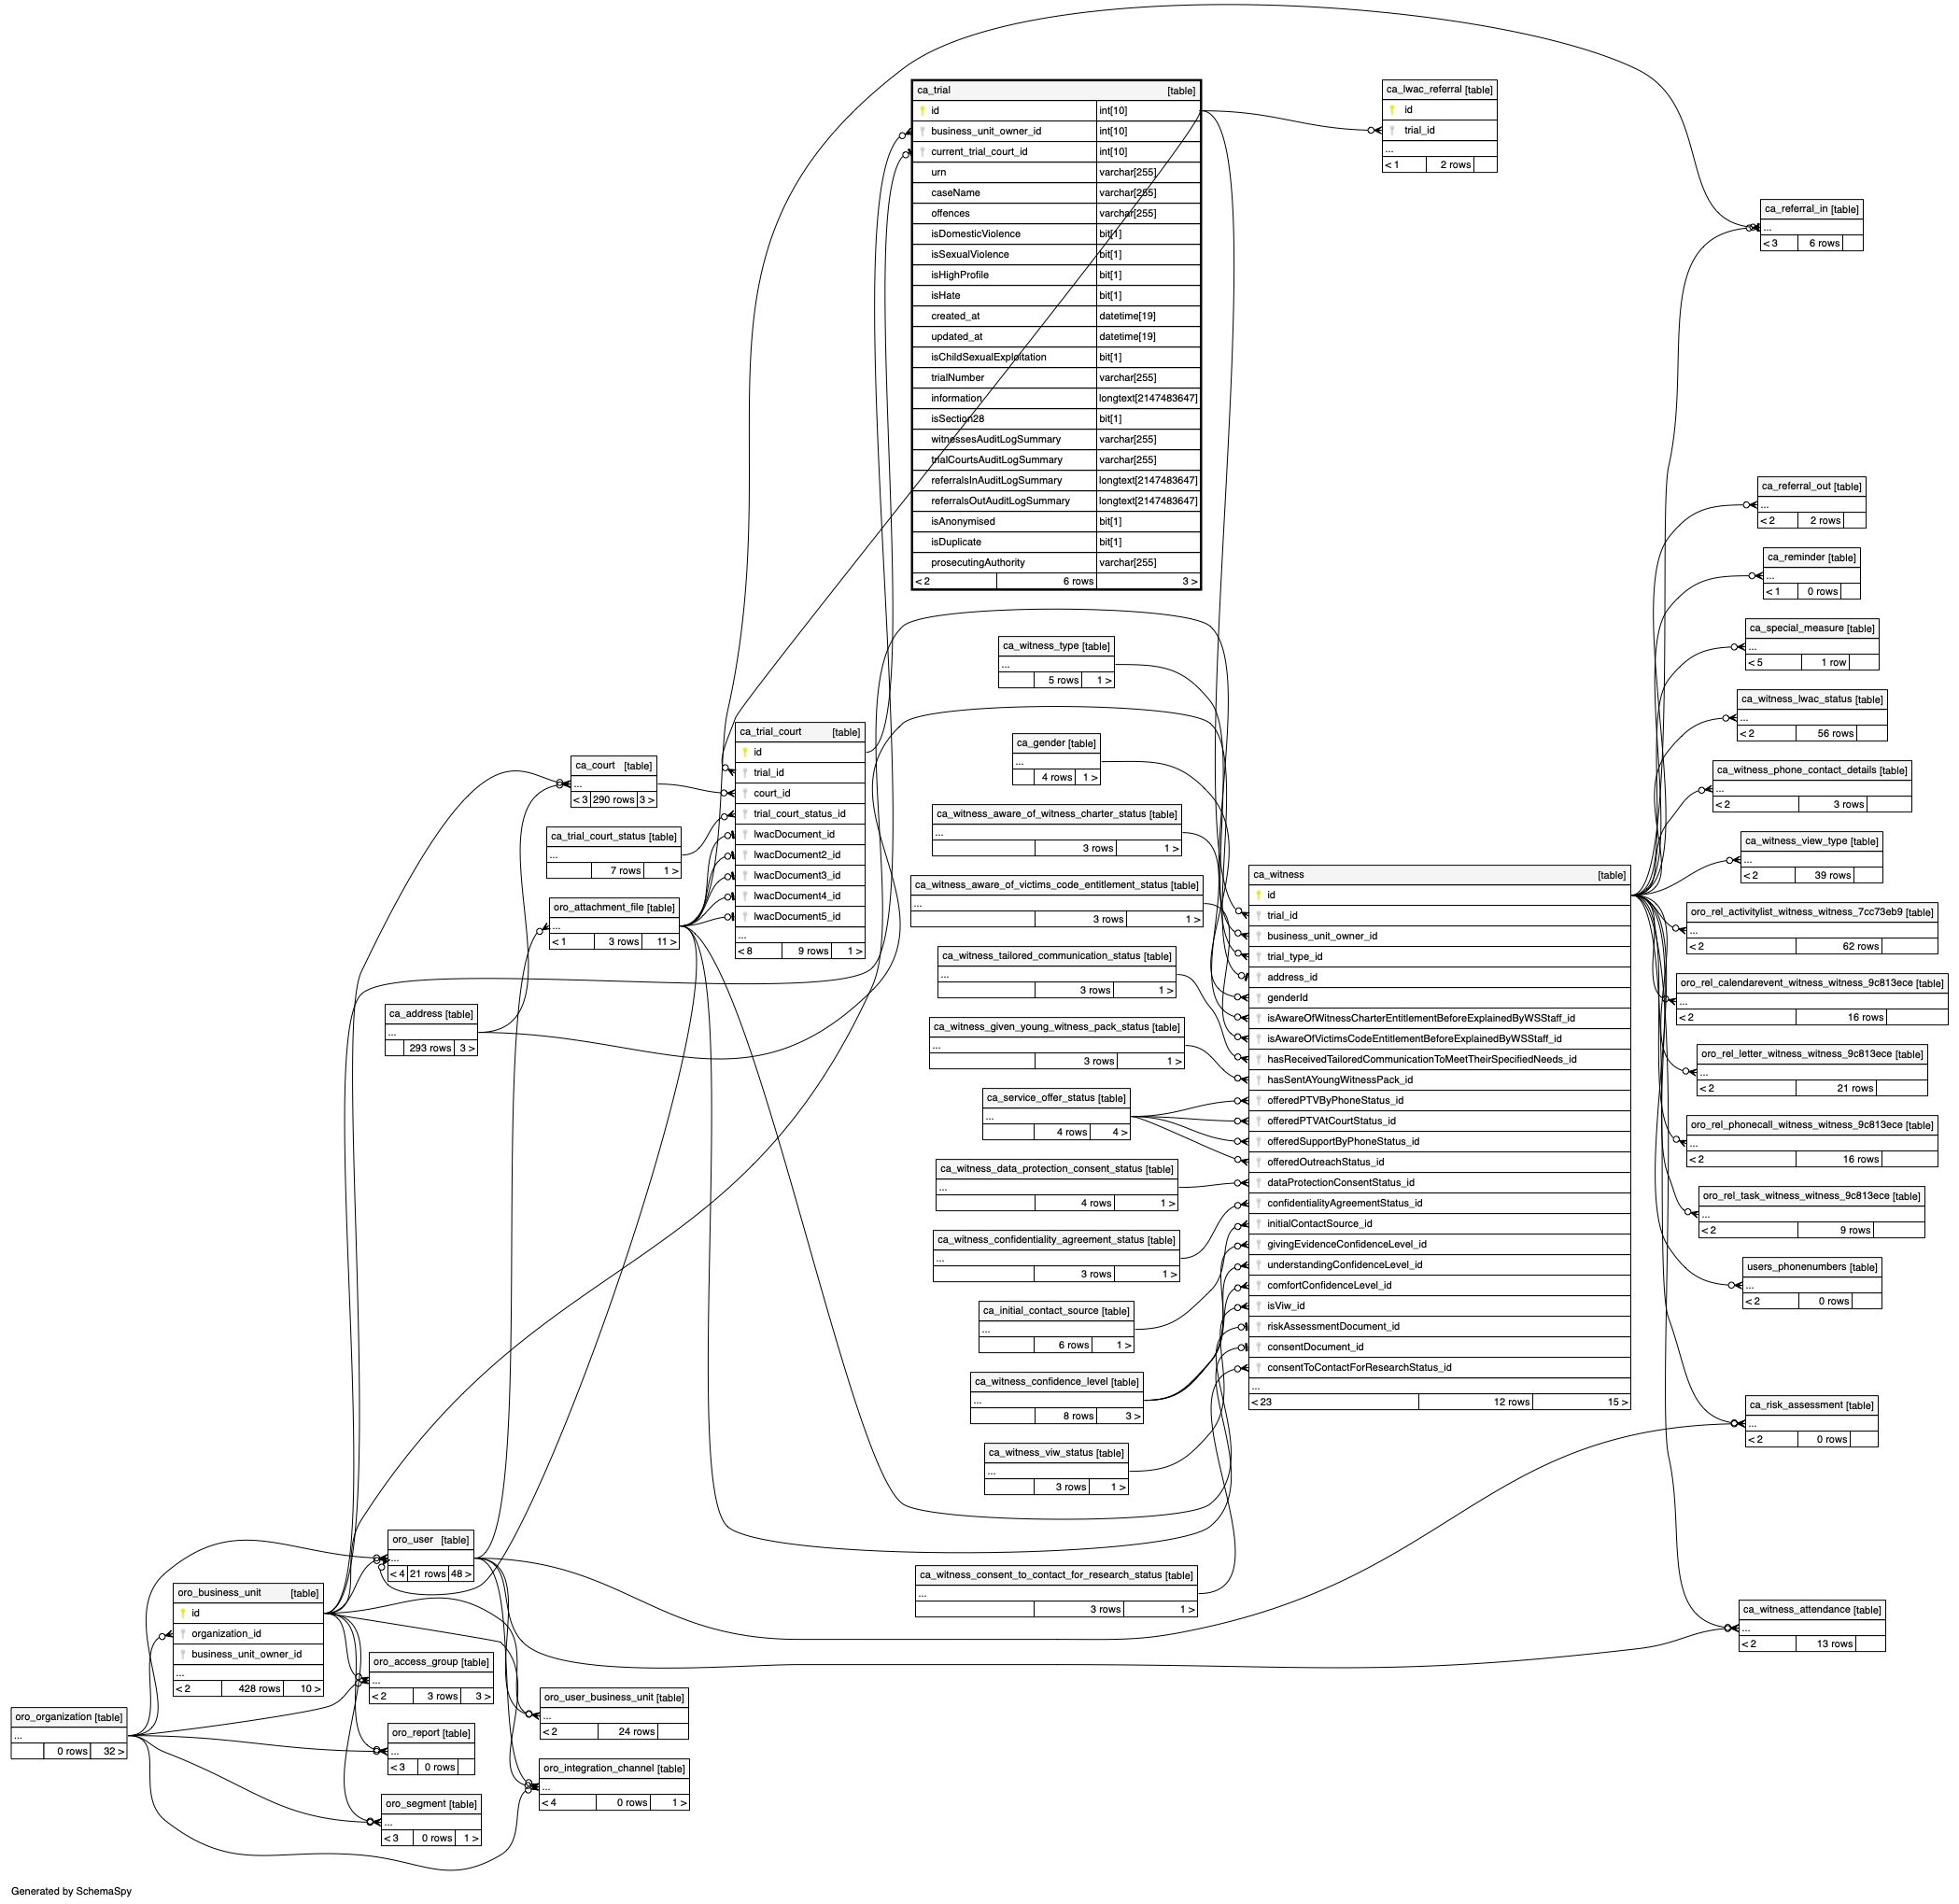 ca_trial [table]
id int[10]
business_unit_owner_id int[10]
current_trial_court_id int[10]
urn varchar[255]
caseName varchar[255]
offences varchar[255]
isDomesticViolence bit[1]
isSexualViolence bit[1]
isHighProfile bit[1]
isHate bit[1]
created_at datetime[19]
updated_at datetime[19]
isChildSexualExploitation bit[1]
trialNumber varchar[255]
information longtext[2147483647]
isSection28 bit[1]
witnessesAuditLogSummary varchar[255]
trialCourtsAuditLogSummary varchar[255]
referralsInAuditLogSummary longtext[2147483647]
referralsOutAuditLogSummary longtext[2147483647]
isAnonymised bit[1]
isDuplicate bit[1]
prosecutingAuthority varchar[255]
< 2 6 rows 3 >
ca_lwac_referral [table]
id
trial_id
...
< 1 2 rows
ca_referral_in [table]
...
< 3 6 rows
ca_referral_out [table]
...
< 2 2 rows
ca_reminder [table]
...
< 1 0 rows
ca_special_measure [table]
...
< 5 1 row
ca_witness_lwac_status [table]
...
< 2 56 rows
ca_witness_phone_contact_details [table]
...
< 2 3 rows
ca_witness_view_type [table]
...
< 2 39 rows
oro_rel_activitylist_witness_witness_7cc73eb9 [table]
...
< 2 62 rows
oro_rel_calendarevent_witness_witness_9c813ece [table]
...
< 2 16 rows
oro_rel_letter_witness_witness_9c813ece [table]
...
< 2 21 rows
oro_rel_phonecall_witness_witness_9c813ece [table]
...
< 2 16 rows
oro_rel_task_witness_witness_9c813ece [table]
...
< 2 9 rows
users_phonenumbers [table]
...
< 2 0 rows
ca_risk_assessment [table]
...
< 2 0 rows
ca_witness_attendance [table]
...
< 2 13 rows
ca_witness_type [table]
...
5 rows 1 >
ca_gender [table]
...
4 rows 1 >
ca_witness_aware_of_witness_charter_status [table]
...
3 rows 1 >
ca_witness_aware_of_victims_code_entitlement_status [table]
...
3 rows 1 >
ca_witness_tailored_communication_status [table]
...
3 rows 1 >
ca_witness_given_young_witness_pack_status [table]
...
3 rows 1 >
ca_service_offer_status [table]
...
4 rows 4 >
ca_witness_data_protection_consent_status [table]
...
4 rows 1 >
ca_witness_confidentiality_agreement_status [table]
...
3 rows 1 >
ca_initial_contact_source [table]
...
6 rows 1 >
ca_witness_confidence_level [table]
...
8 rows 3 >
ca_witness_viw_status [table]
...
3 rows 1 >
ca_witness_consent_to_contact_for_research_status [table]
...
3 rows 1 >
ca_witness [table]
id
trial_id
business_unit_owner_id
trial_type_id
address_id
genderId
isAwareOfWitnessCharterEntitlementBeforeExplainedByWSStaff_id
isAwareOfVictimsCodeEntitlementBeforeExplainedByWSStaff_id
hasReceivedTailoredCommunicationToMeetTheirSpecifiedNeeds_id
hasSentAYoungWitnessPack_id
offeredPTVByPhoneStatus_id
offeredPTVAtCourtStatus_id
offeredSupportByPhoneStatus_id
offeredOutreachStatus_id
dataProtectionConsentStatus_id
confidentialityAgreementStatus_id
initialContactSource_id
givingEvidenceConfidenceLevel_id
understandingConfidenceLevel_id
comfortConfidenceLevel_id
isViw_id
riskAssessmentDocument_id
consentDocument_id
consentToContactForResearchStatus_id
...
< 23 12 rows 15 >
ca_trial_court [table]
id
trial_id
court_id
trial_court_status_id
lwacDocument_id
lwacDocument2_id
lwacDocument3_id
lwacDocument4_id
lwacDocument5_id
...
< 8 9 rows 1 >
ca_court [table]
...
< 3 290 rows 3 >
ca_trial_court_status [table]
...
7 rows 1 >
oro_attachment_file [table]
...
< 1 3 rows 11 >
ca_address [table]
...
293 rows 3 >
oro_user [table]
...
< 4 21 rows 48 >
oro_business_unit [table]
id
organization_id
business_unit_owner_id
...
< 2 428 rows 10 >
oro_access_group [table]
...
< 2 3 rows 3 >
oro_user_business_unit [table]
...
< 2 24 rows
oro_organization [table]
...
0 rows 32 >
oro_report [table]
...
< 3 0 rows
oro_integration_channel [table]
...
< 4 0 rows 1 >
oro_segment [table]
...
< 3 0 rows 1 >
Generated by SchemaSpy